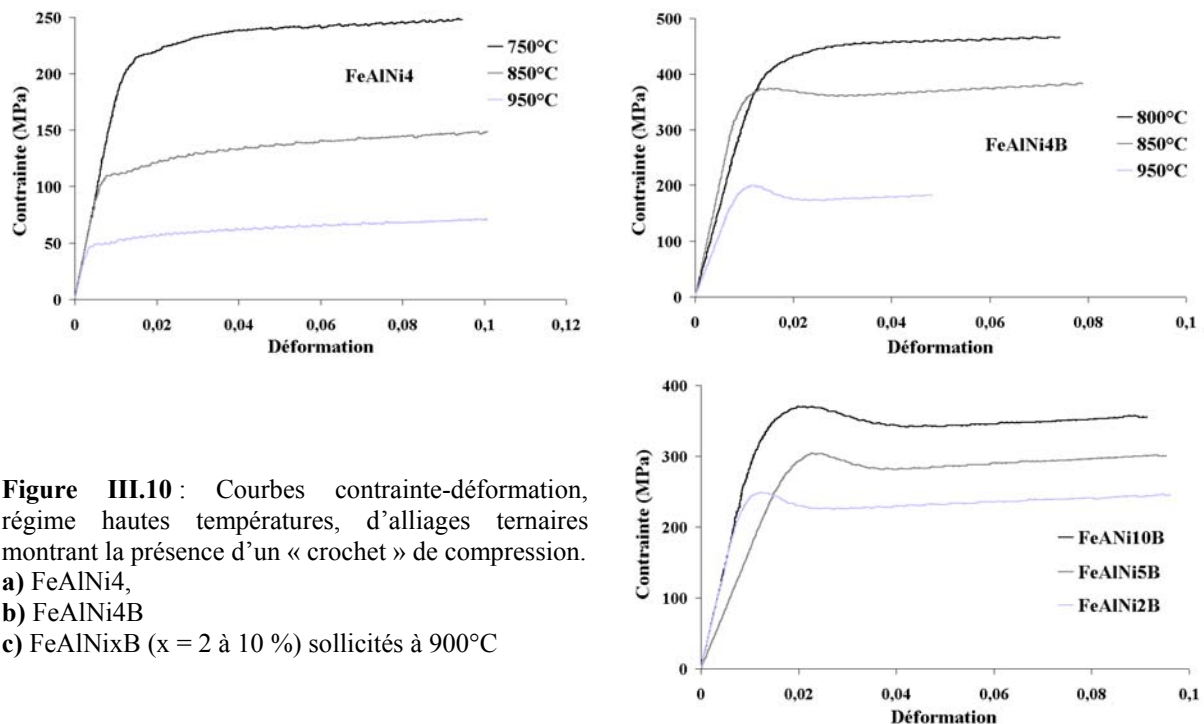 250
200
150
100
50
0
Contrainte (MPa)
0
0,02
0,04
0,06
0,08
0,1
0,12
Déformation
FeAlNi4
750°C
850°C
950°C
500
400
300
200
100
0
Contrainte (MPa)
0
0,02
0,04
0,06
0,08
0,1
Déformation
FeAlNi4B
800°C
850°C
950°C
400
300
200
100
0
Contrainte (MPa)
0
0,02
0,04
0,06
0,08
0,1
Déformation
FeANi10B
FeAlNi5B
FeAlNi2B
Figure III.10 : Courbes contrainte-déformation,
régime hautes températures, d’alliages ternaires
montrant la présence d’un « crochet » de compression.
a) FeAlNi4,
b) FeAlNi4B
c) FeAlNixB (x = 2 à 10 %) sollicités à 900°C